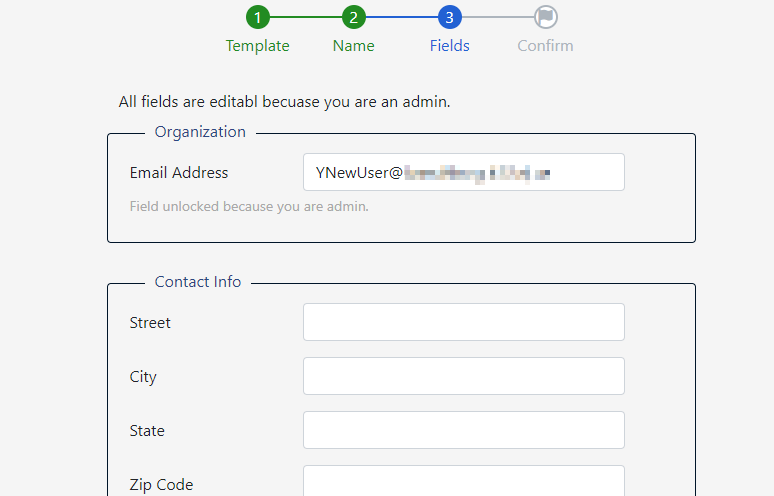 1 2 3
Template Name Fields Confirm
All fields are editabl becuase you are an admin.
Organization
Email Address YNewUser@
Field unlocked because you are admin.
Contact Info
Street
City
State
Zip Code